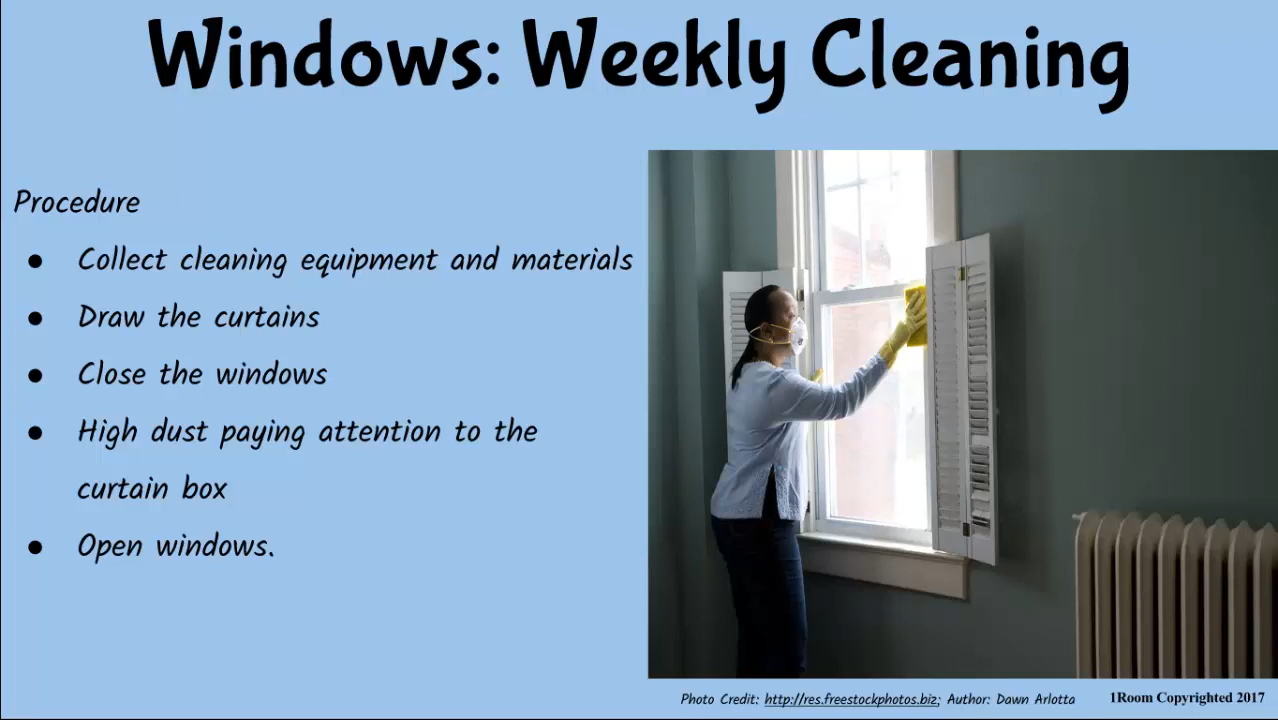 Windows: Weekly Cleaning
Procedure
● Collect cleaning equipment and materials
● Draw the curtains
● Close the windows
● High dust paying attention to the
curtain box
● Open windows.
Photo Credit: http://res.freestockphotos.biz; Author: Dawn Arlotta
1Room Copyrighted 2017